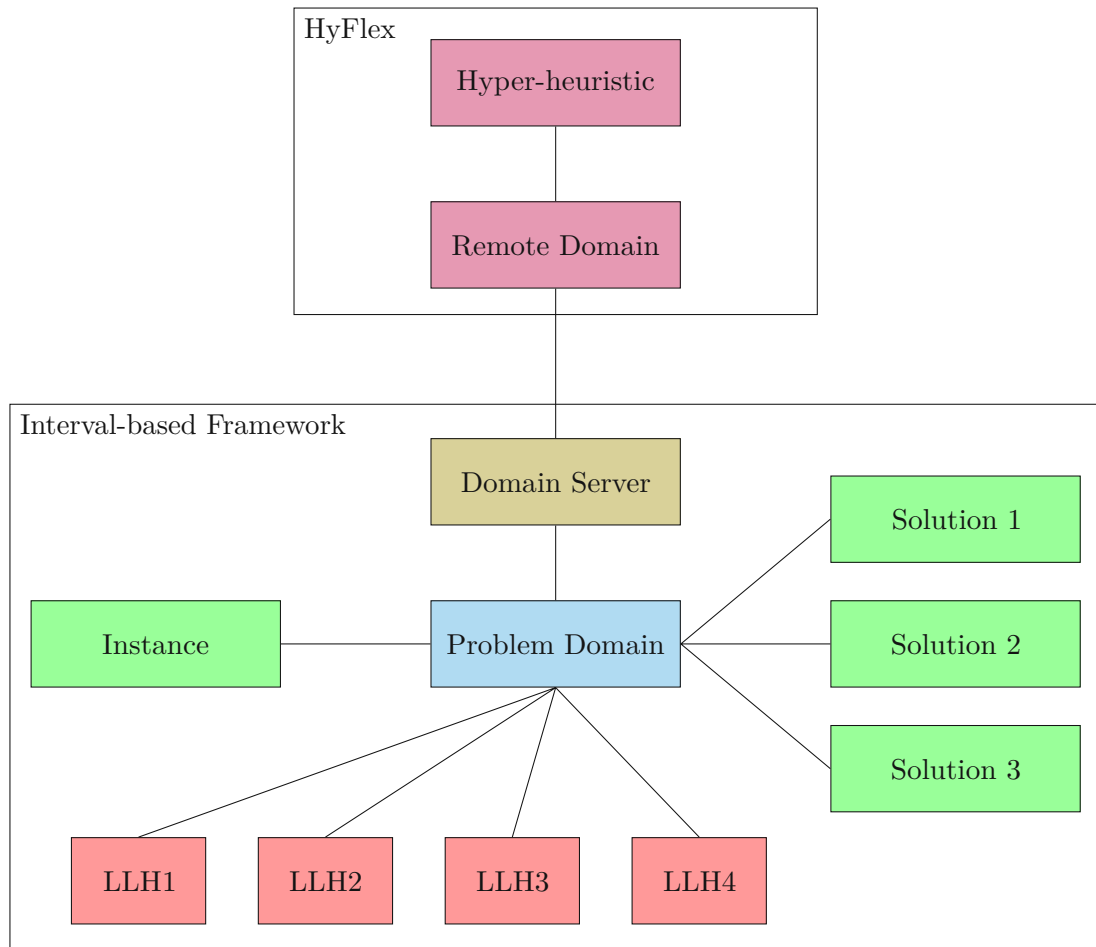 HyFlex
Hyper-heuristic
Remote Domain
Interval-based Framework
Domain Server
Solution 1
Instance
Problem Domain
Solution 2
Solution 3
LLH1
LLH2
LLH3
LLH4